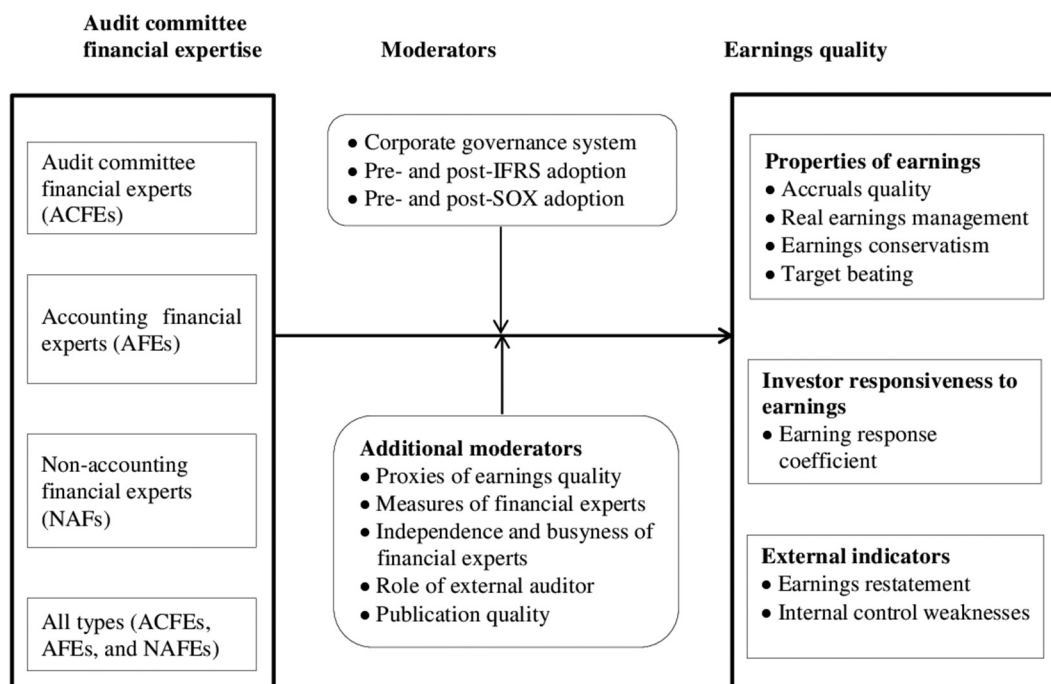 Audit committee
financial expertise
Moderators
Earnings quality
Audit committee
financial experts
(ACFEs)
Accounting financial
experts (AFEs)
Non-accounting
financial experts
(NAFs)
All types (ACFEs,
AFEs, and NAFEs)
● Corporate governance system
● Pre- and post-IFRS adoption
● Pre- and post-SOX adoption
Additional moderators
● Proxies of earnings quality
● Measures of financial experts
● Independence and busyness of
financial experts
● Role of external auditor
● Publication quality
Properties of earnings
● Accruals quality
● Real earnings management
● Earnings conservatism
● Target beating
Investor responsiveness to
earnings
● Earning response
coefficient
External indicators
● Earnings restatement
● Internal control weaknesses